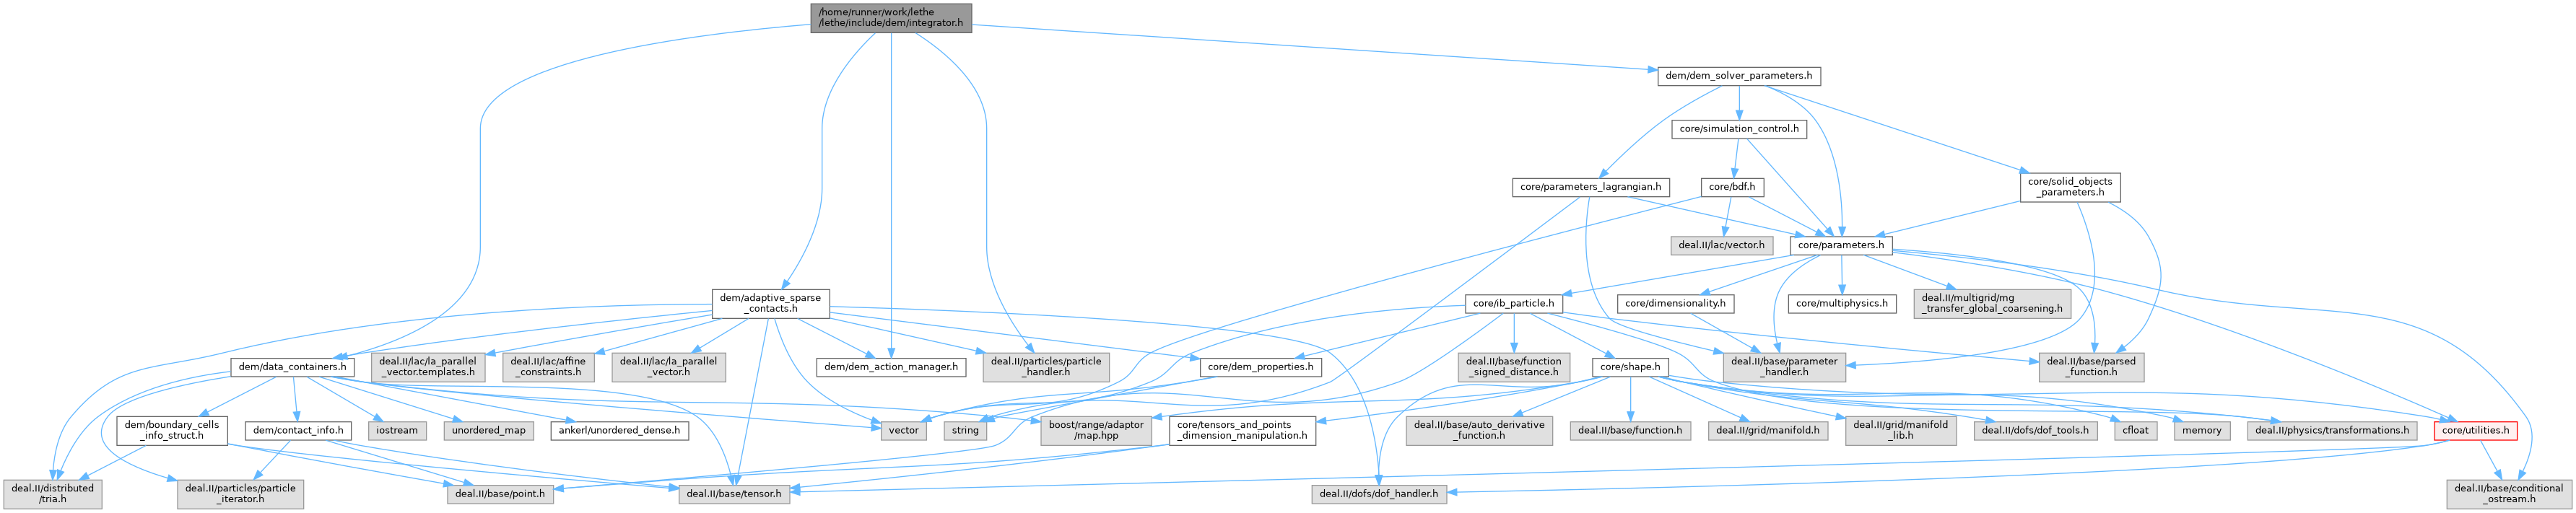 /home/runner/work/lethe
/lethe/include/dem/integrator.h
dem/dem_solver_parameters.h
core/simulation_control.h
core/parameters_lagrangian.h
core/bdf.h
core/solid_objects
_parameters.h
deal.II/lac/vector.h
core/parameters.h
dem/adaptive_sparse
_contacts.h
core/ib_particle.h
core/dimensionality.h
core/multiphysics.h
deal.II/multigrid/mg
_transfer_global_coarsening.h
dem/data_containers.h
deal.II/lac/la_parallel
_vector.templates.h
deal.II/lac/affine
_constraints.h
deal.II/lac/la_parallel
_vector.h
dem/dem_action_manager.h
deal.II/particles/particle
_handler.h
core/dem_properties.h
deal.II/base/function
_signed_distance.h
core/shape.h
deal.II/base/parameter
_handler.h
deal.II/base/parsed
_function.h
dem/boundary_cells
_info_struct.h
dem/contact_info.h
iostream
unordered_map
ankerl/unordered_dense.h
vector
string
boost/range/adaptor
/map.hpp
core/tensors_and_points
_dimension_manipulation.h
deal.II/base/auto_derivative
_function.h
deal.II/base/function.h
deal.II/grid/manifold.h
deal.II/grid/manifold
_lib.h
deal.II/dofs/dof_tools.h
cfloat
memory
deal.II/physics/transformations.h
core/utilities.h
deal.II/distributed
/tria.h
deal.II/particles/particle
_iterator.h
deal.II/base/point.h
deal.II/base/tensor.h
deal.II/dofs/dof_handler.h
deal.II/base/conditional
_ostream.h